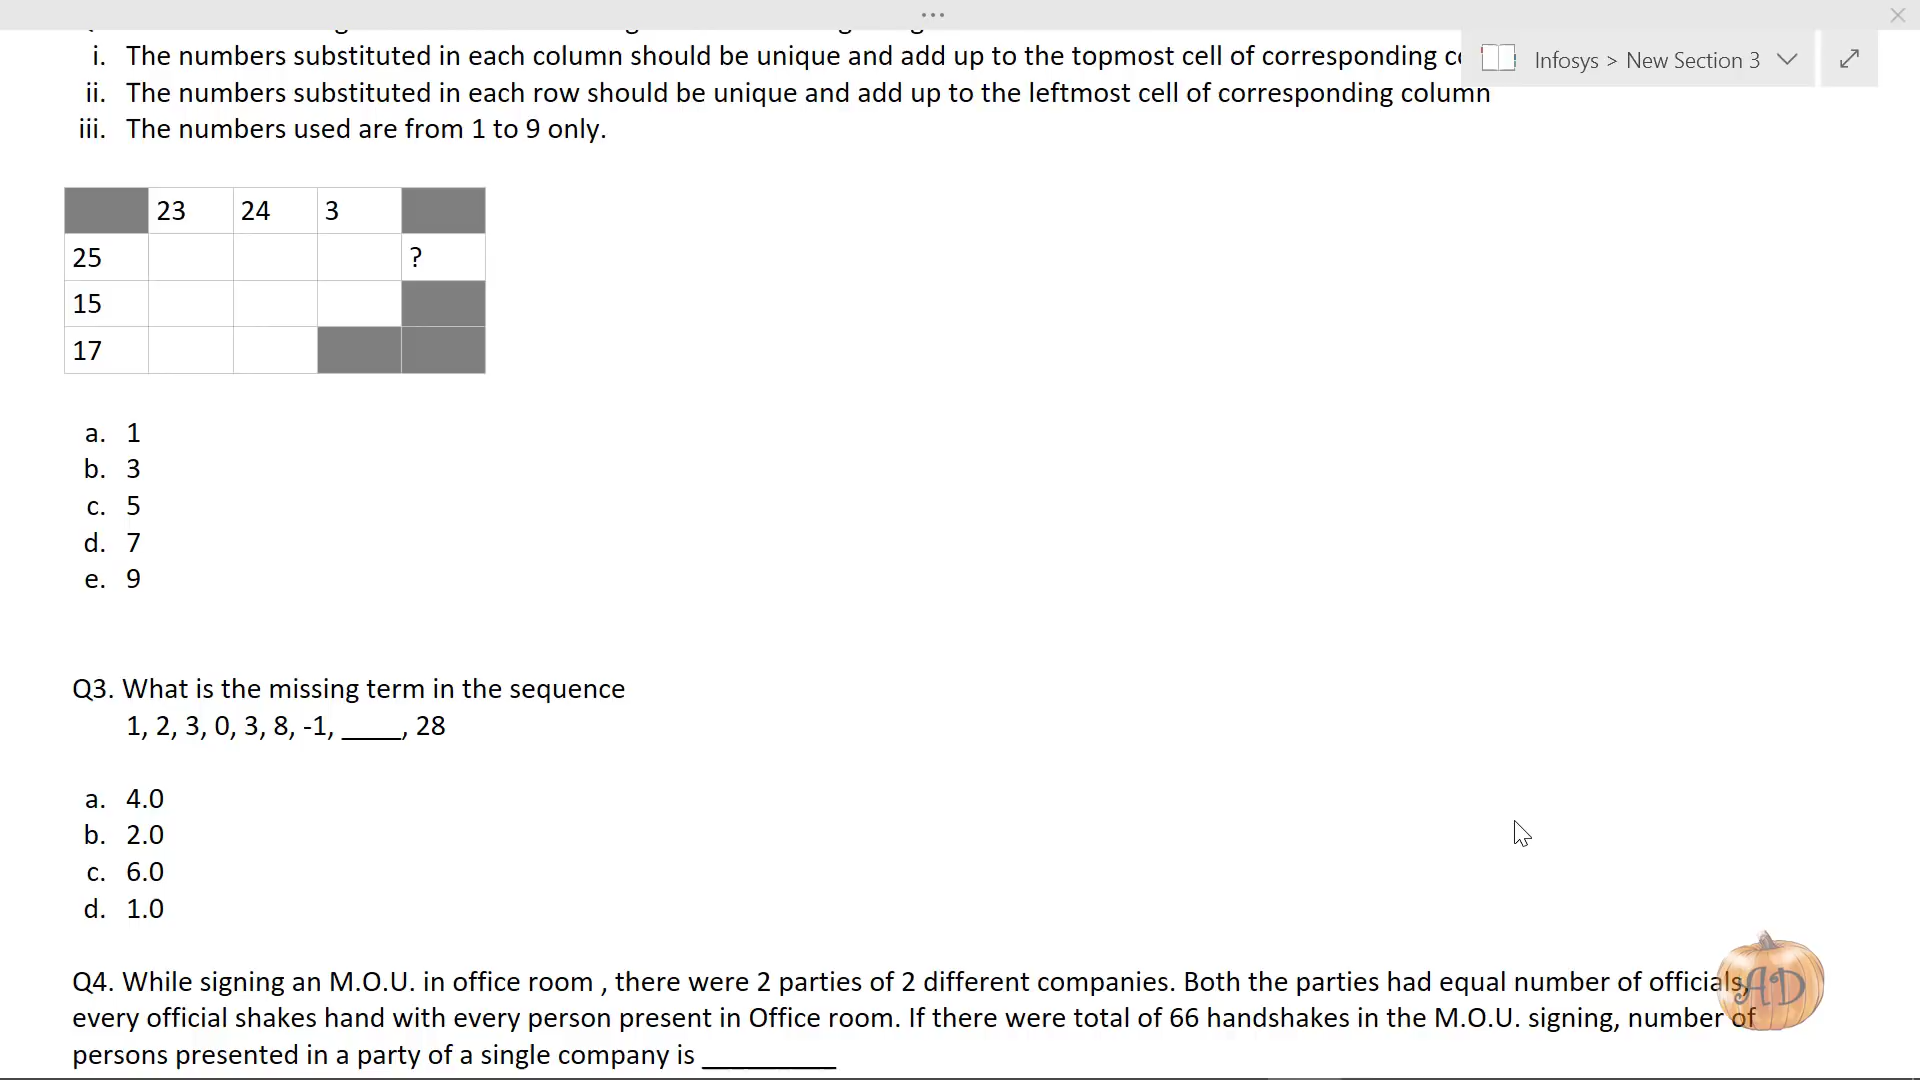 i. The numbers substituted in each column should be unique and add up to the topmost cell of corresponding
Infosys > New Section 3
ii. The numbers substituted in each row should be unique and add up to the leftmost cell of corresponding column
iii. The numbers used are from 1 to 9 only.
23 24 3
25 ?
15
17
a. 1
b. 3
c. 5
d. 7
e. 9
Q3. What is the missing term in the sequence
1, 2, 3, 0, 3, 8, -1, ____, 28
a. 4.0
b. 2.0
c. 6.0
d. 1.0
Q4. While signing an M.O.U. in office room , there were 2 parties of 2 different companies. Both the parties had equal number of officials,
every official shakes hand with every person present in Office room. If there were total of 66 handshakes in the M.O.U. signing, number of
persons presented in a party of a single company is _________
AD